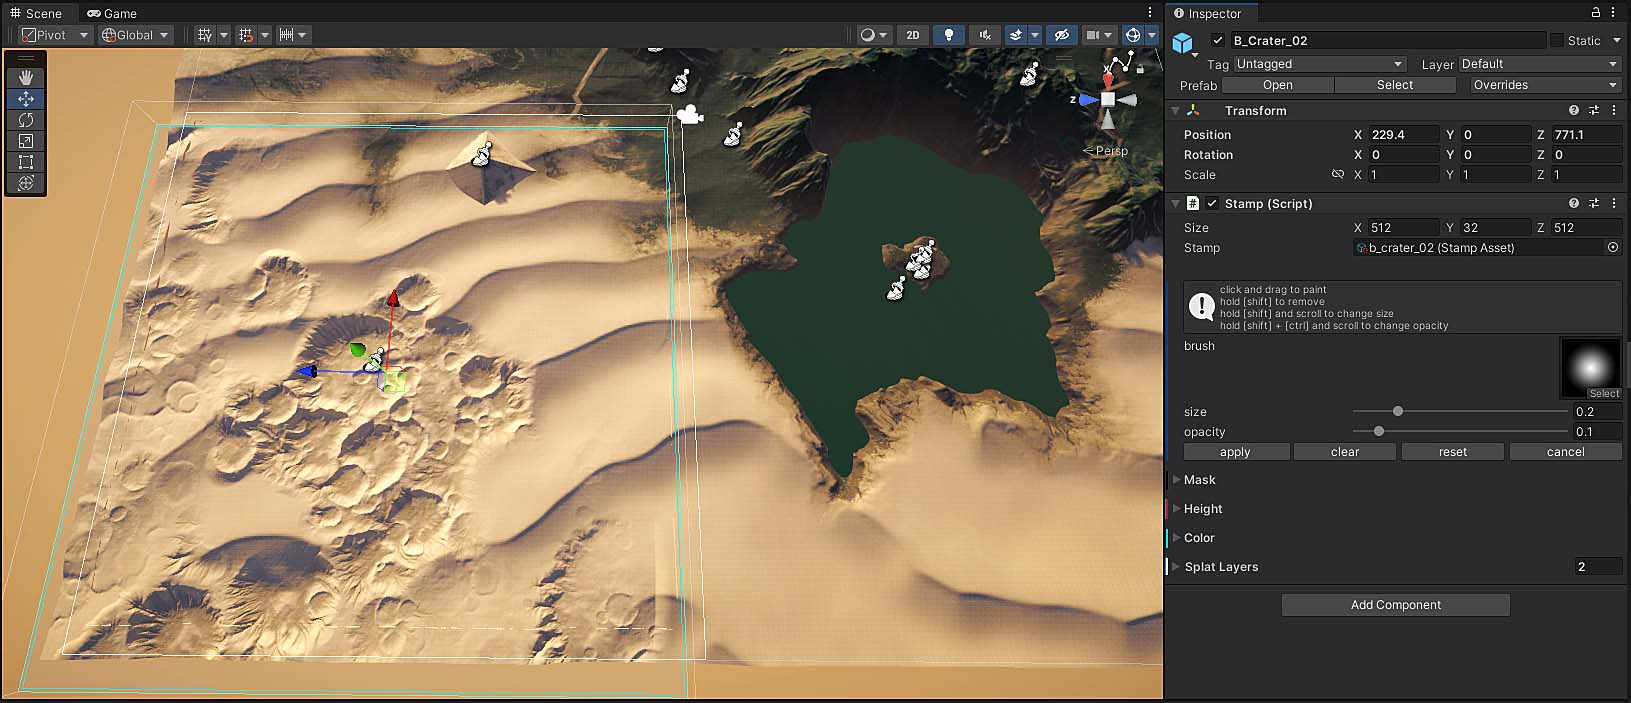 Scene Game
Pivot Global 2D
X
Z
Persp
Inspector
B_Crater_02 Static
Tag Untagged Layer Default
Prefab Open Select Overrides
Transform
Position X 229.4 Y 0 Z 771.1
Rotation X 0 Y 0 Z 0
Scale X 1 Y 1 Z 1
# Stamp (Script)
Size X 512 Y 32 Z 512
Stamp b_crater_02 (Stamp Asset)
click and drag to paint
hold [shift] to remove
hold [shift] and scroll to change size
hold [shift] + [ctrl] and scroll to change opacity
brush
Select
size 0.2
opacity 0.1
apply clear reset cancel
Mask
Height
Color
Splat Layers 2
Add Component